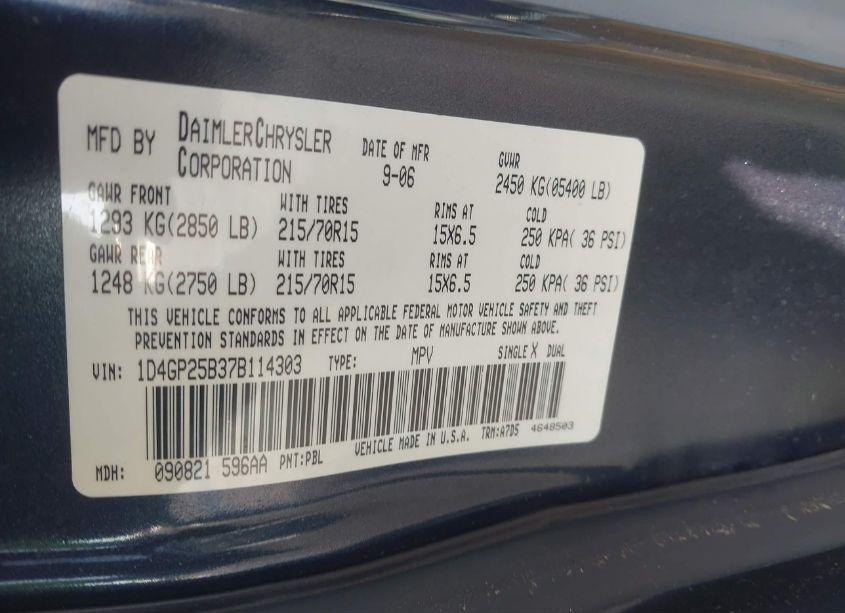 MFD BY DAIMLERCHRYSLER CORPORATION DATE OF MFR 9-06 GVWR 2450 KG(05400 LB)
GAWR FRONT WITH TIRES RIMS AT COLD
1293 KG(2850 LB) 215/70R15 15X6.5 250 KPA( 36 PSI)
GAWR REAR WITH TIRES RIMS AT COLD
1248 KG(2750 LB) 215/70R15 15X6.5 250 KPA( 36 PSI)
THIS VEHICLE CONFORMS TO ALL APPLICABLE FEDERAL MOTOR VEHICLE SAFETY AND THEFT
PREVENTION STANDARDS IN EFFECT ON THE DATE OF MANUFACTURE SHOWN ABOVE.
VIN: 1D4GP25B37B114303 TYPE: MPV SINGLE X DUAL
MDH: 090821 596AA PNT:PBL VEHICLE MADE IN U.S.A. TRM:A7D5 4648503